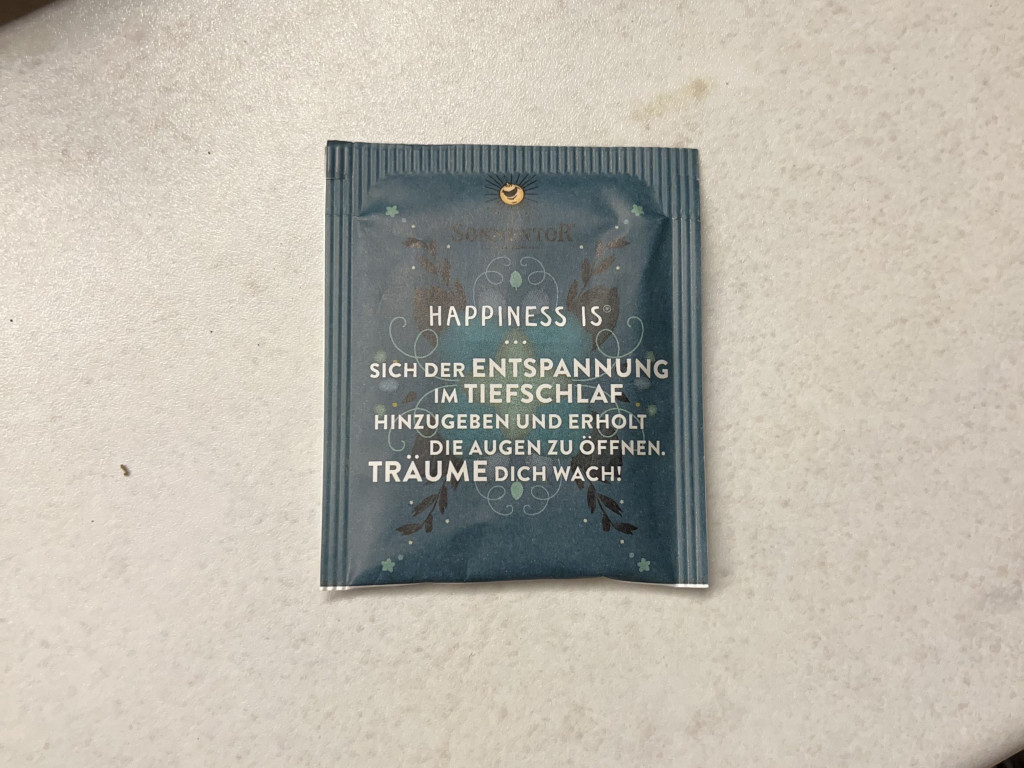 SONNENTOR
HAPPINESS IS®
...
SICH DER ENTSPANNUNG
IM TIEFSCHLAF
HINZUGEBEN UND ERHOLT
DIE AUGEN ZU ÖFFNEN.
TRÄUME DICH WACH!